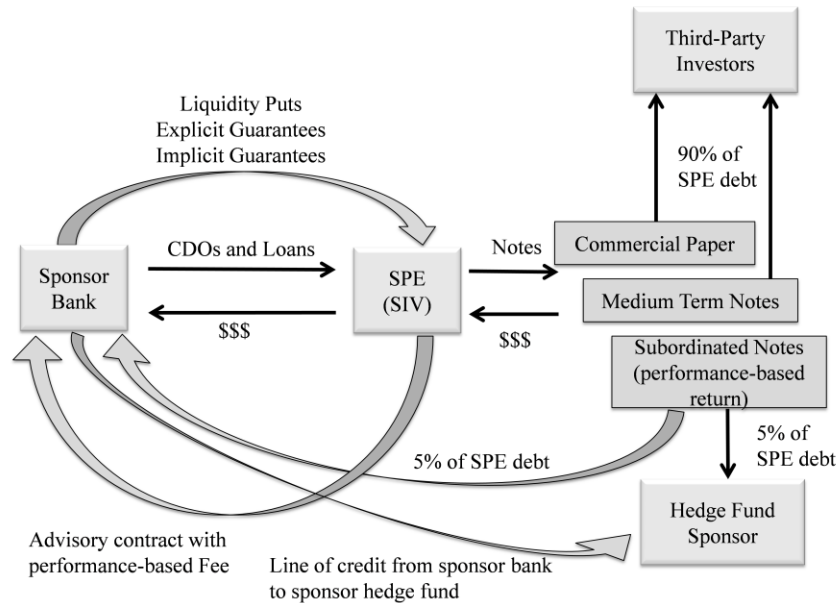 Third-Party
Investors
Liquidity Puts
Explicit Guarantees
Implicit Guarantees
90% of
SPE debt
CDOs and Loans
Notes
Commercial Paper
Sponsor
Bank
SPE
(SIV)
Medium Term Notes
$$$
$$$
Subordinated Notes
(performance-based
return)
5% of SPE debt
5% of
SPE debt
Hedge Fund
Sponsor
Advisory contract with
performance-based Fee
Line of credit from sponsor bank
to sponsor hedge fund